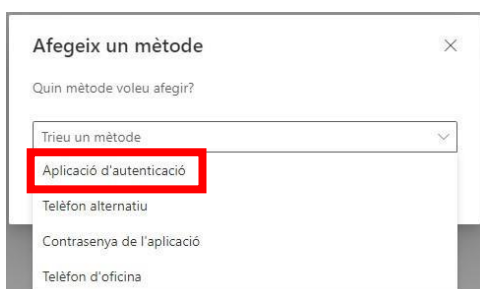 Afegeix un mètode
Quin mètode voleu afegir?
Trieu un mètode
Aplicació d'autenticació
Telèfon alternatiu
Contrasenya de l'aplicació
Telèfon d'oficina